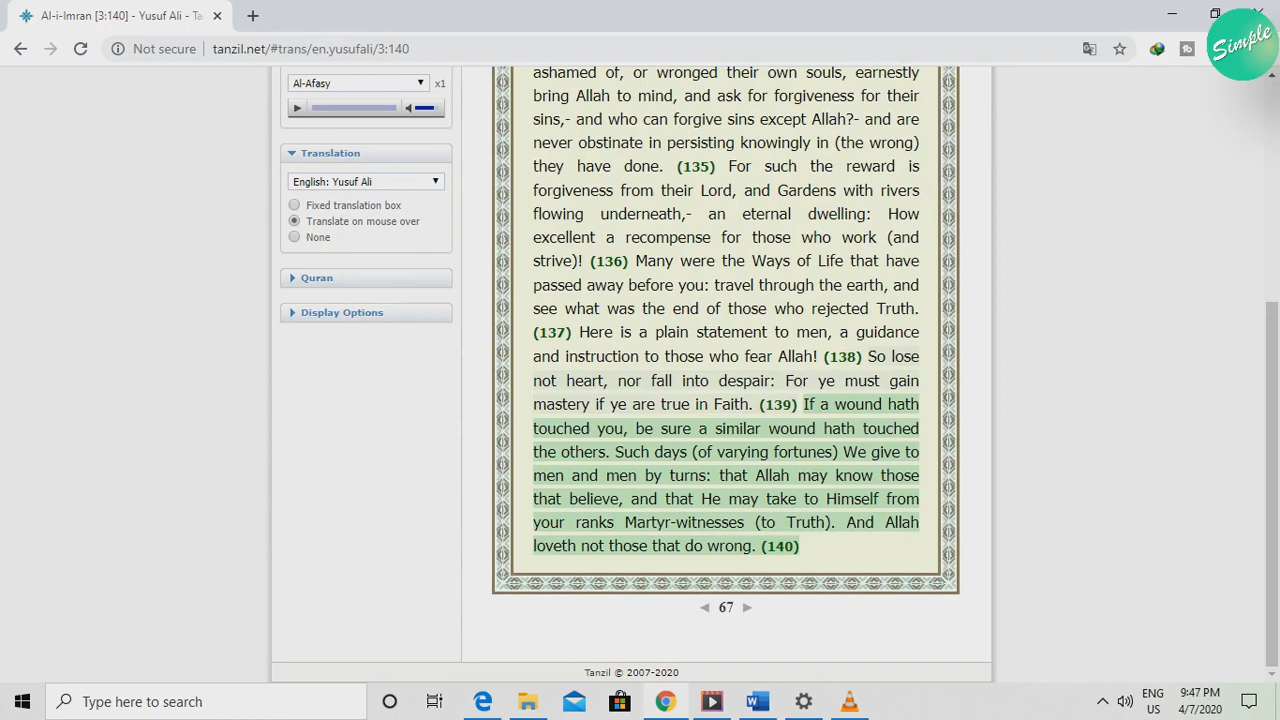 Al-i-Imran [3:140] - Yusuf Ali - Ta
Simple
Not secure
tanzil.net/#trans/en.yusufali/3:140
Al-Afasy
x1
Translation
English: Yusuf Ali
Fixed translation box
Translate on mouse over
None
Quran
Display Options
ashamed of, or wronged their own souls, earnestly
bring Allah to mind, and ask for forgiveness for their
sins,- and who can forgive sins except Allah?- and are
never obstinate in persisting knowingly in (the wrong)
they have done. (135) For such the reward is
forgiveness from their Lord, and Gardens with rivers
flowing underneath,- an eternal dwelling: How
excellent a recompense for those who work (and
strive)! (136) Many were the Ways of Life that have
passed away before you: travel through the earth, and
see what was the end of those who rejected Truth.
(137) Here is a plain statement to men, a guidance
and instruction to those who fear Allah! (138) So lose
not heart, nor fall into despair: For ye must gain
mastery if ye are true in Faith. (139) If a wound hath
touched you, be sure a similar wound hath touched
the others. Such days (of varying fortunes) We give to
men and men by turns: that Allah may know those
that believe, and that He may take to Himself from
your ranks Martyr-witnesses (to Truth). And Allah
loveth not those that do wrong. (140)
67
Tanzil © 2007-2020
Type here to search
ENG
US
9:47 PM
4/7/2020